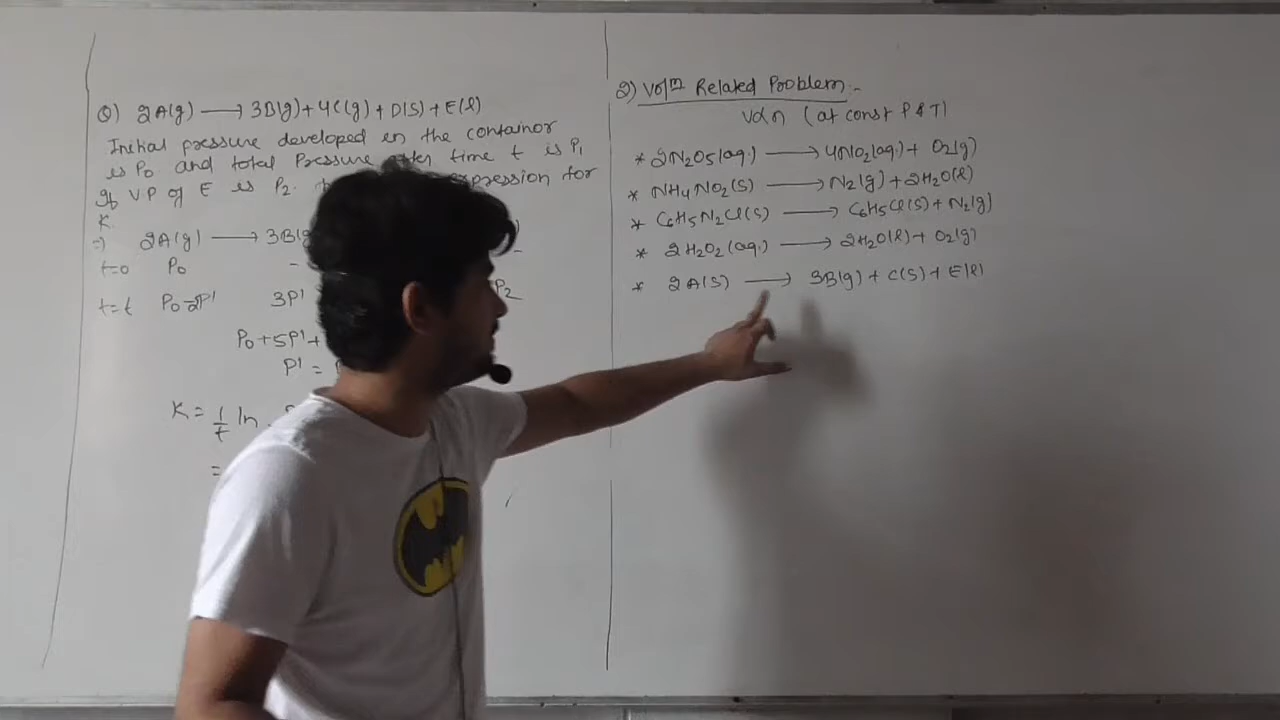 Q) 2A(g) ⟶ 3B(g) + 4C(g) + D(S) + E(l)
Initial pressure developed in the container
is P₀ and total Pressure after time t is P₁
If V.P of E is P₂. expression for
K.
⇒) 2A(g) ⟶ 3B(g)
t=0 P₀ - -
t=t P₀-2P' 3P' P₂
P₀+5P'+
P' =
K = 1/t ln
=
2) Volm Related Problem:-
V∝n (at const P & T)
* 2N2O5(aq.) ⟶ 4NO2(aq.) + O2(g)
* NH4NO2(S) ⟶ N2(g) + 2H2O(l)
* C6H5N2Cl(S) ⟶ C6H5Cl(S) + N2(g)
* 2H2O2(aq.) ⟶ 2H2O(l) + O2(g)
* 2A(S) ⟶ 3B(g) + C(S) + E(l)